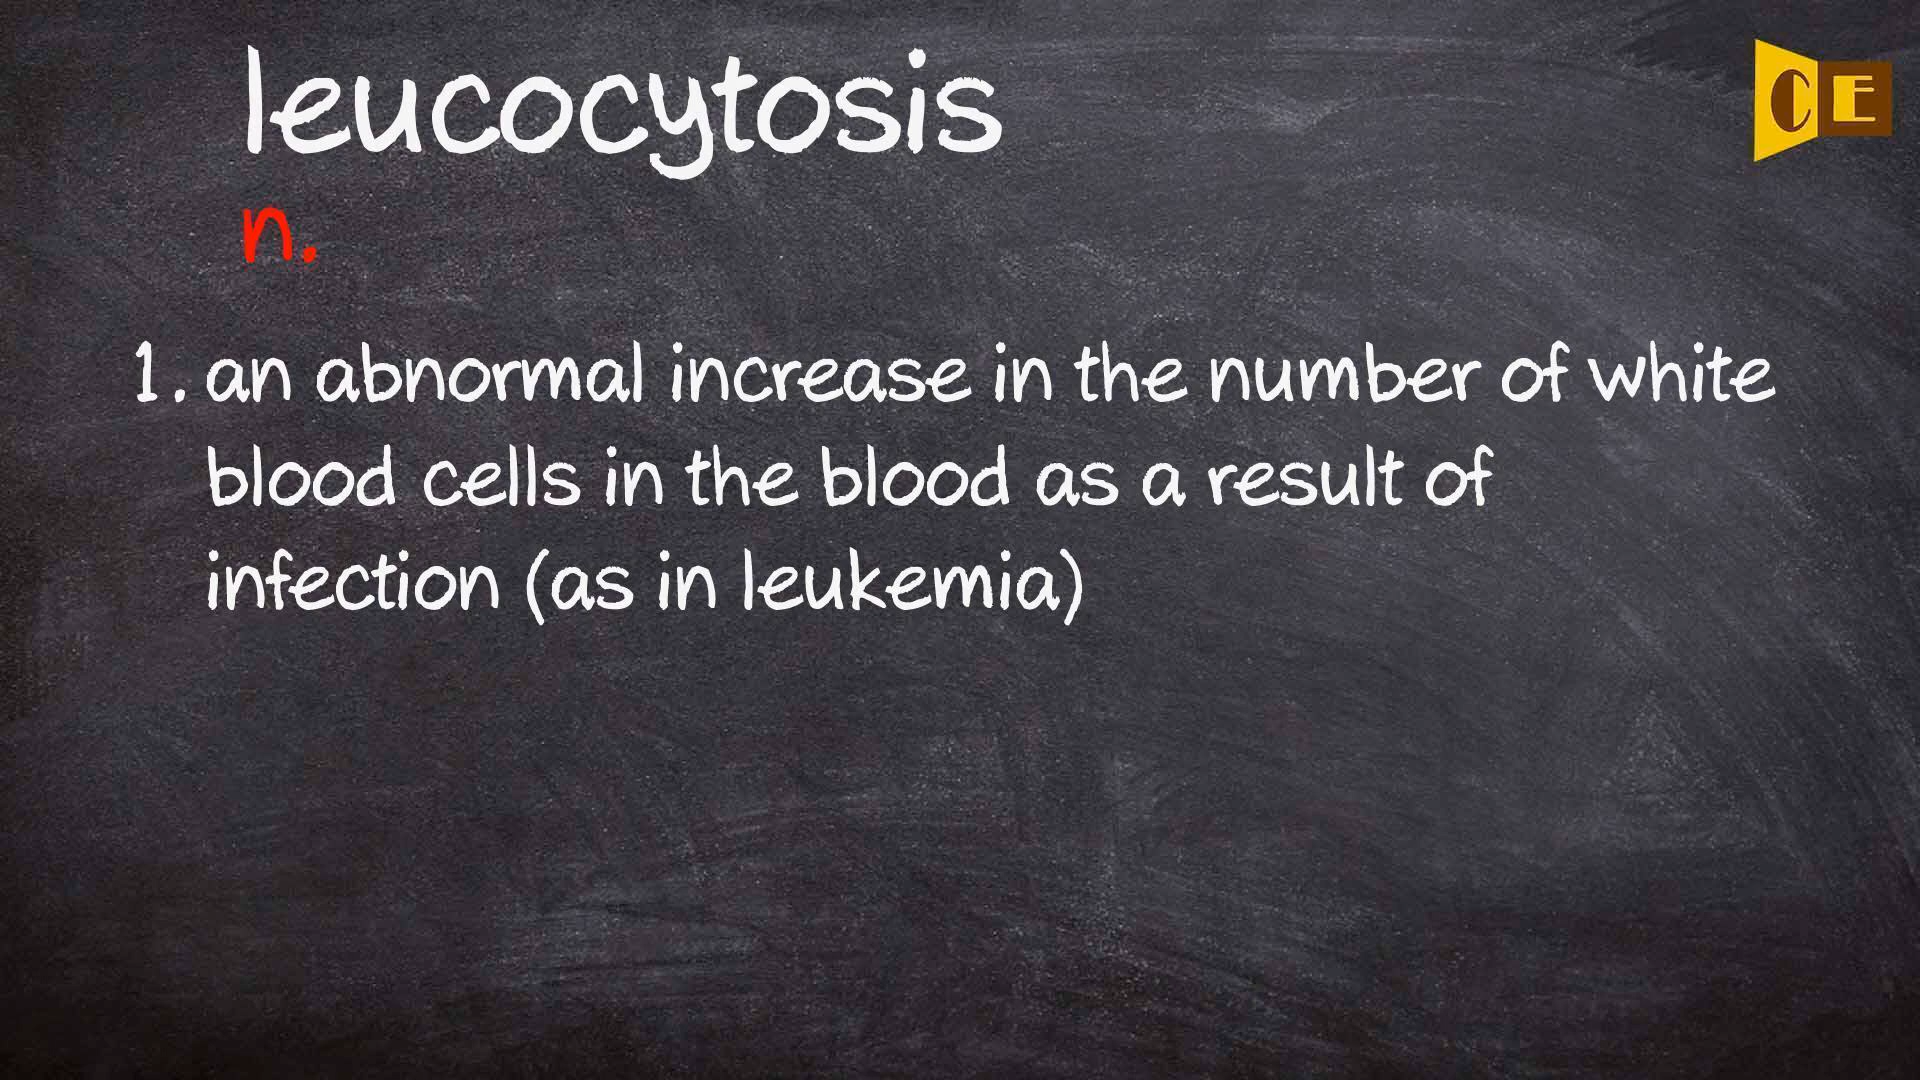 leucocytosis
CE
n.
1. an abnormal increase in the number of white
blood cells in the blood as a result of
infection (as in leukemia)